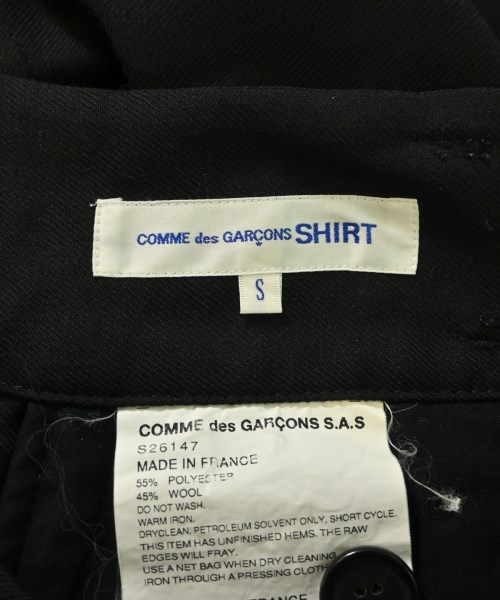 COMME des GARÇONS SHIRT
S
COMME des GARÇONS S.A.S
S26147
MADE IN FRANCE
55% POLYESTER
45% WOOL
DO NOT WASH.
WARM IRON.
DRYCLEAN; PETROLEUM SOLVENT ONLY, SHORT CYCLE.
THIS ITEM HAS UNFINISHED HEMS. THE RAW
EDGES WILL FRAY.
USE A NET BAG WHEN DRY CLEANING
IRON THROUGH A PRESSING CLOTH
FRANCE